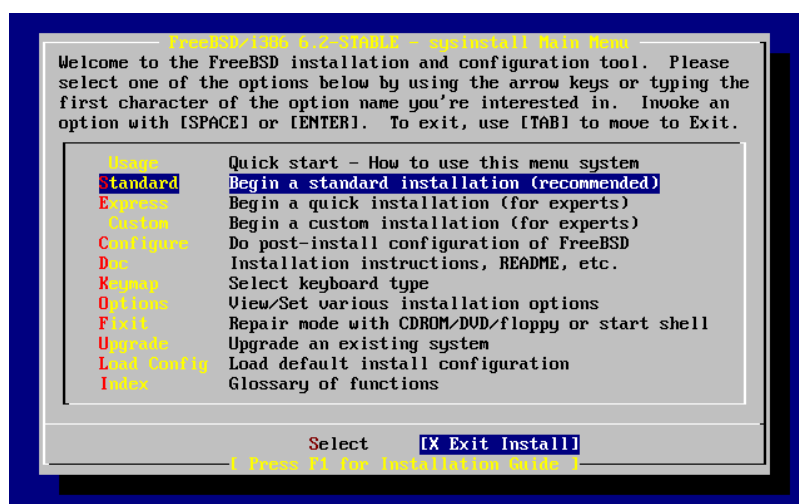 FreeBSD/i386 6.2-STABLE - sysinstall Main Menu
Welcome to the FreeBSD installation and configuration tool.  Please
select one of the options below by using the arrow keys or typing the
first character of the option name you're interested in.  Invoke an
option with [SPACE] or [ENTER].  To exit, use [TAB] to move to Exit.
Usage Quick start - How to use this menu system
Standard Begin a standard installation (recommended)
Express Begin a quick installation (for experts)
Custom Begin a custom installation (for experts)
Configure Do post-install configuration of FreeBSD
Doc Installation instructions, README, etc.
Keymap Select keyboard type
Options View/Set various installation options
Fixit Repair mode with CDROM/DVD/floppy or start shell
Upgrade Upgrade an existing system
Load Config Load default install configuration
Index Glossary of functions
Select [X Exit Install]
[ Press F1 for Installation Guide ]